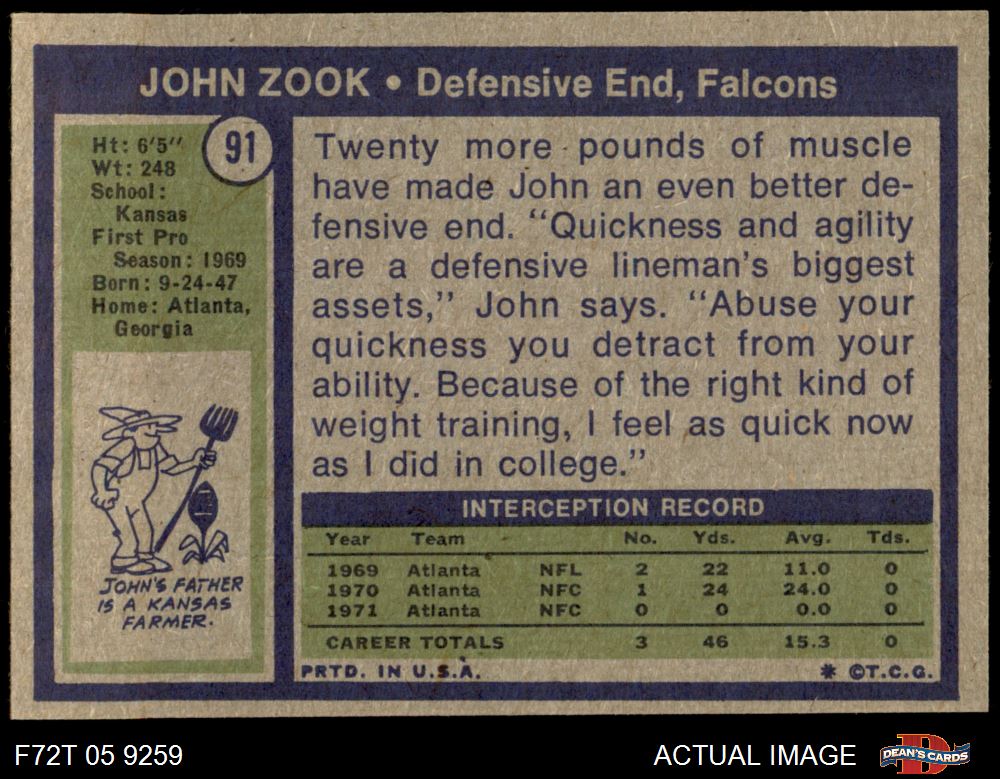 JOHN ZOOK • Defensive End, Falcons
91
Ht: 6'5''
Wt: 248
School:
Kansas
First Pro
Season: 1969
Born: 9-24-47
Home: Atlanta,
Georgia
JOHN'S FATHER
IS A KANSAS
FARMER.
Twenty more pounds of muscle
have made John an even better de-
fensive end. "Quickness and agility
are a defensive lineman's biggest
assets," John says. "Abuse your
quickness you detract from your
ability. Because of the right kind of
weight training, I feel as quick now
as I did in college."
INTERCEPTION RECORD
Year Team No. Yds. Avg. Tds.
1969 Atlanta NFL 2 22 11.0 0
1970 Atlanta NFC 1 24 24.0 0
1971 Atlanta NFC 0 0 0.0 0
CAREER TOTALS 3 46 15.3 0
PRTD. IN U.S.A. * ©T.C.G.
F72T 05 9259 ACTUAL IMAGE DEAN'S CARDS